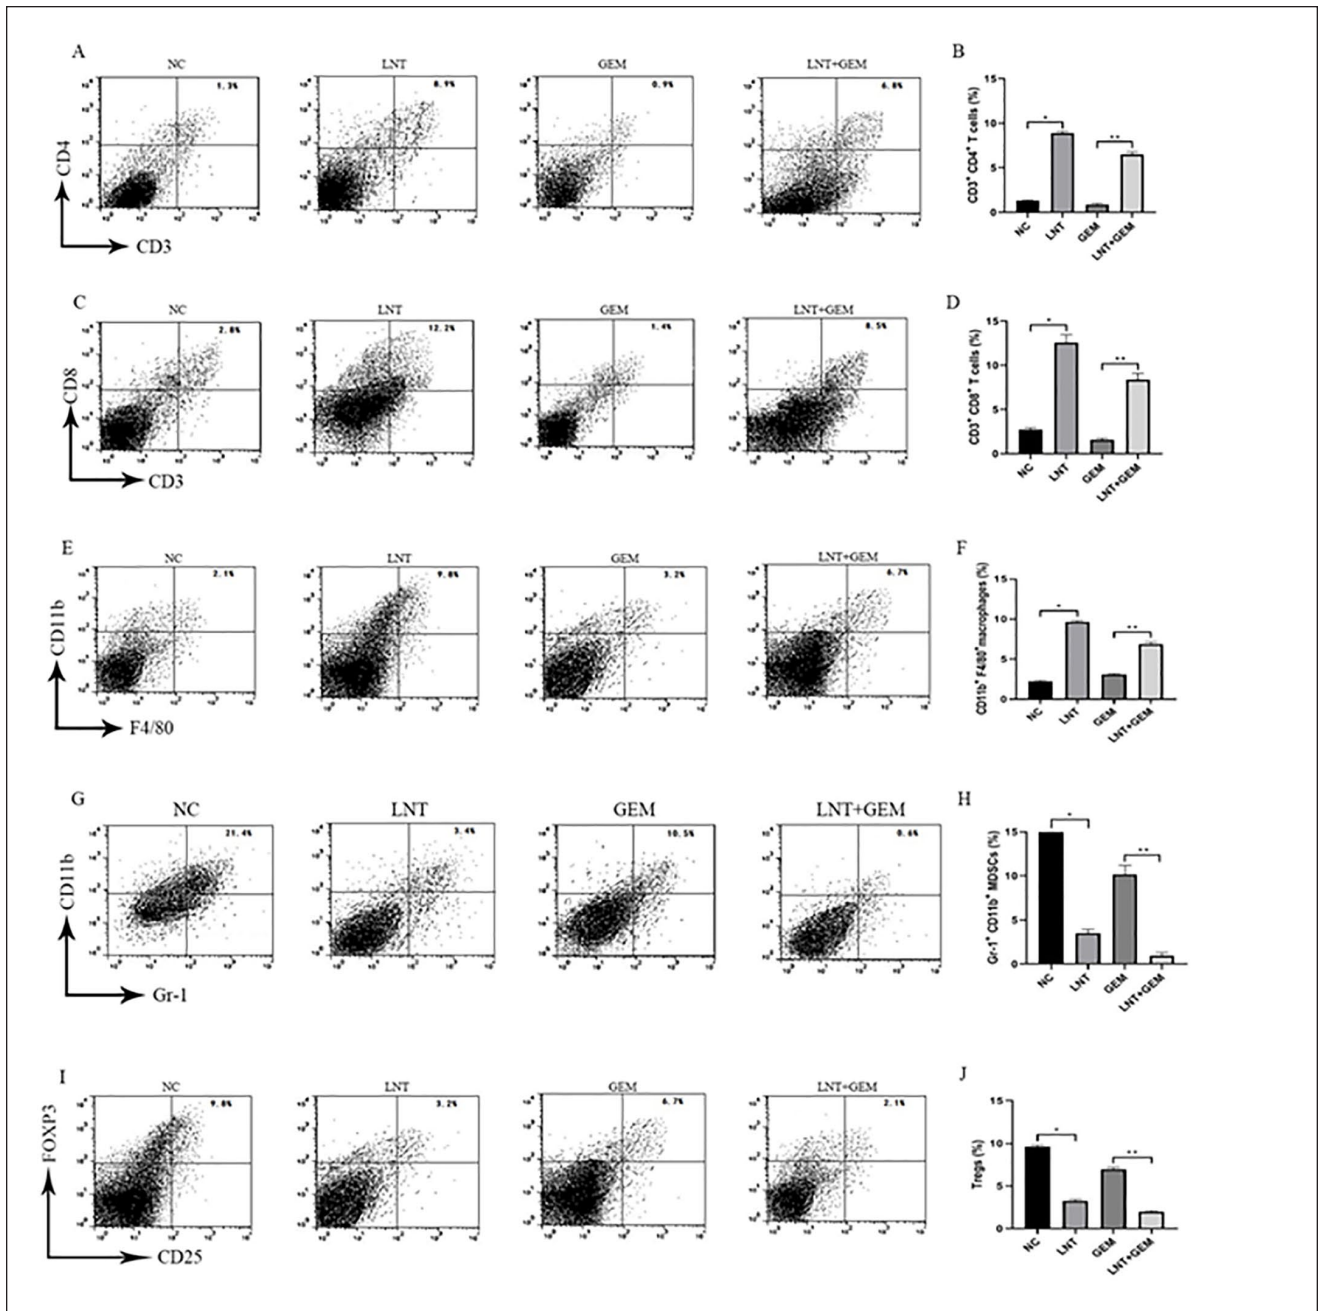 A
NC
LNT
GEM
LNT+GEM
1.3%
8.9%
0.9%
6.8%
CD4
CD3
B
CD3+ CD4+ T cells (%)
15
10
5
0
*
**
NC
LNT
GEM
LNT+GEM
C
NC
LNT
GEM
LNT+GEM
2.8%
12.2%
1.4%
8.5%
CD8
CD3
D
CD3+ CD8+ T cells (%)
15
10
5
0
*
**
NC
LNT
GEM
LNT+GEM
E
NC
LNT
GEM
LNT+GEM
2.1%
9.8%
3.2%
6.7%
CD11b
F4/80
F
CD11b+ F4/80+macrophages (%)
15
10
5
0
*
**
NC
LNT
GEM
LNT+GEM
G
NC
LNT
GEM
LNT+GEM
21.4%
3.4%
10.5%
0.6%
CD11b
Gr-1
H
Gr-1+ CD11b+ MDSCs (%)
15
10
5
0
*
**
NC
LNT
GEM
LNT+GEM
I
NC
LNT
GEM
LNT+GEM
9.8%
3.2%
6.7%
2.1%
FOXP3
CD25
J
Tregs (%)
15
10
5
0
*
**
NC
LNT
GEM
LNT+GEM